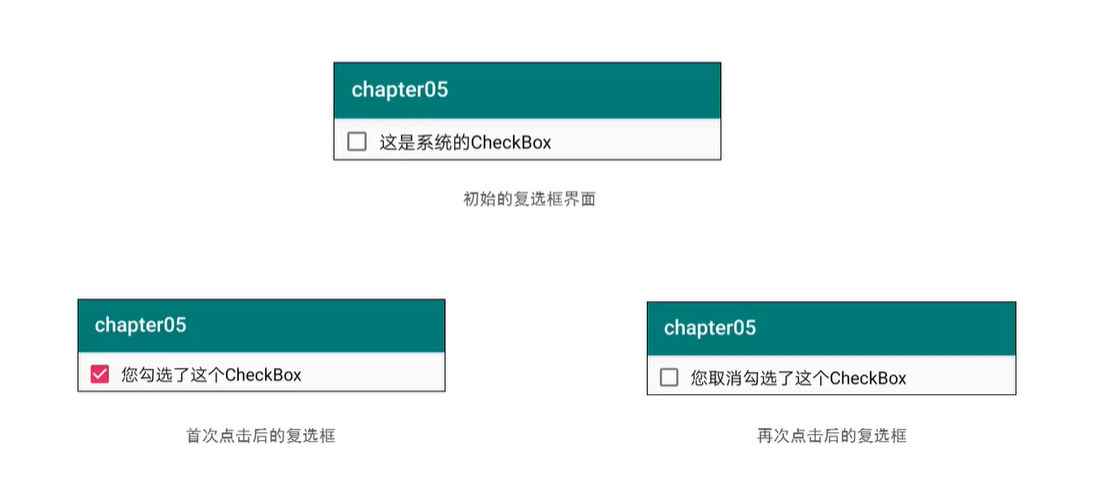 chapter05
这是系统的CheckBox
初始的复选框界面
chapter05
您勾选了这个CheckBox
首次点击后的复选框
chapter05
您取消勾选了这个CheckBox
再次点击后的复选框